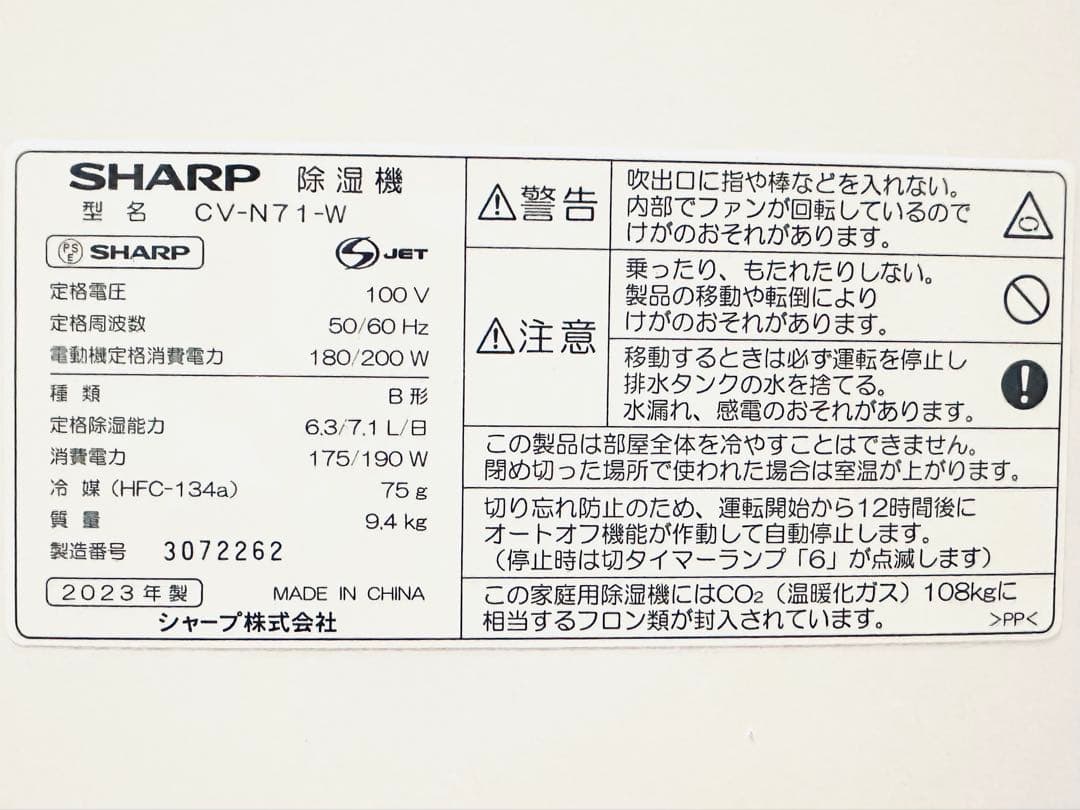 SHARP 除湿機
型名 CV-N71-W
PSE SHARP
S JET
定格電圧 100 V
定格周波数 50/60 Hz
電動機定格消費電力 180/200 W
種類 B形
定格除湿能力 6.3/7.1 L/日
消費電力 175/190 W
冷媒(HFC-134a) 75 g
質量 9.4 kg
製造番号 3072262
2023年製 MADE IN CHINA
シャープ株式会社
⚠警告
吹出口に指や棒などを入れない。
内部でファンが回転しているので
けがのおそれがあります。
⚠注意
乗ったり、もたれたりしない。
製品の移動や転倒により
けがのおそれがあります。
移動するときは必ず運転を停止し
排水タンクの水を捨てる。
水漏れ、感電のおそれがあります。
この製品は部屋全体を冷やすことはできません。
閉め切った場所で使われた場合は室温が上がります。
切り忘れ防止のため、運転開始から12時間後に
オートオフ機能が作動して自動停止します。
(停止時は切タイマーランプ「6」が点滅します)
この家庭用除湿機にはCO₂(温暖化ガス)108kgに
相当するフロン類が封入されています。
>PP<